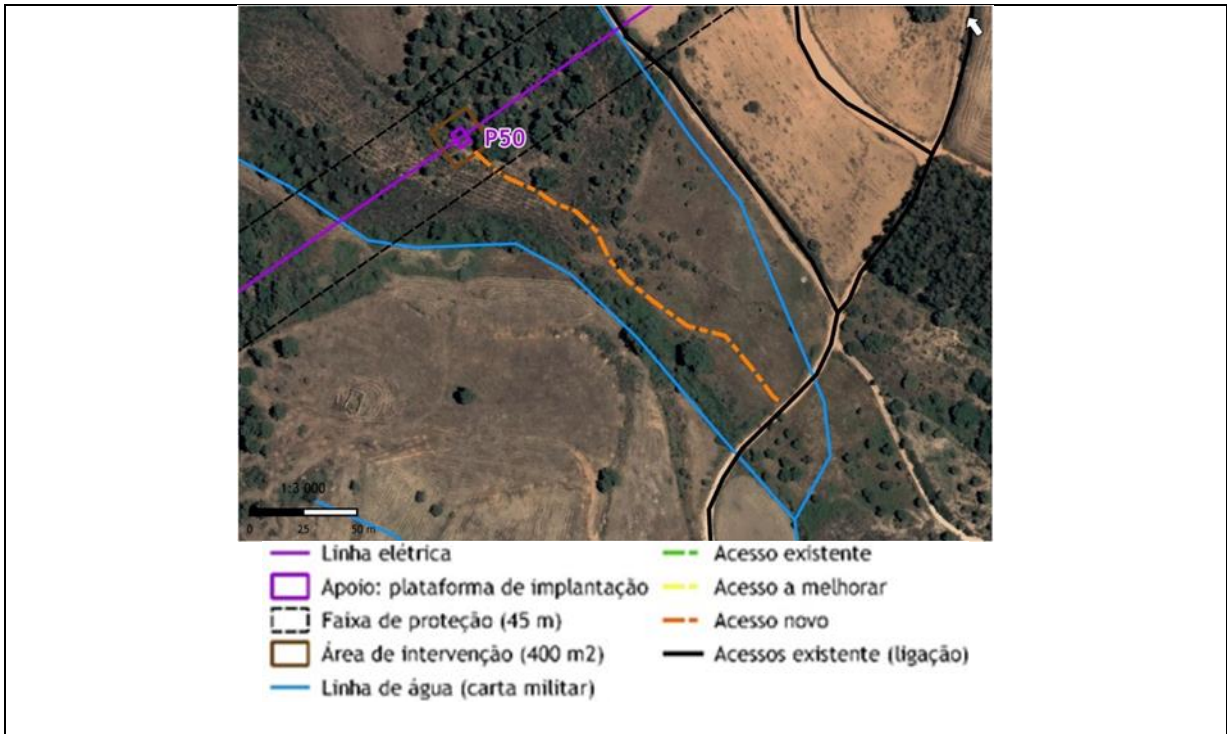 P50
1:3 000
0 25 50 m
Linha elétrica
Apoio: plataforma de implantação
Faixa de proteção (45 m)
Área de intervenção (400 m2)
Linha de água (carta militar)
Acesso existente
Acesso a melhorar
Acesso novo
Acessos existente (ligação)